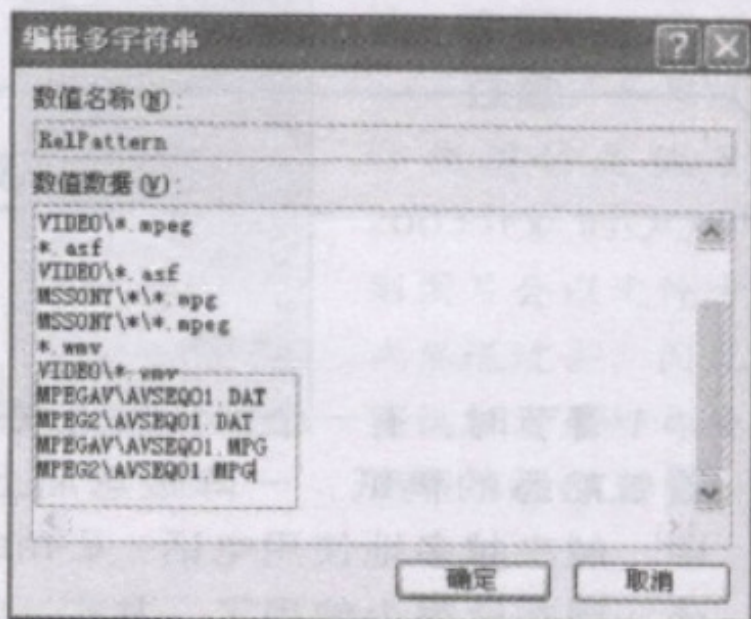 编辑多字符串
数值名称(N):
RelPattern
数值数据(V):
VIDEO\*.mpeg
*.asf
VIDEO\*.asf
MSSONY\*\*.mpg
MSSONY\*\*.mpeg
*.wmv
VIDEO\*.wmv
MPEGAV\AVSEQ01.DAT
MPEG2\AVSEQ01.DAT
MPEGAV\AVSEQ01.MPG
MPEG2\AVSEQ01.MPG
确定
取消